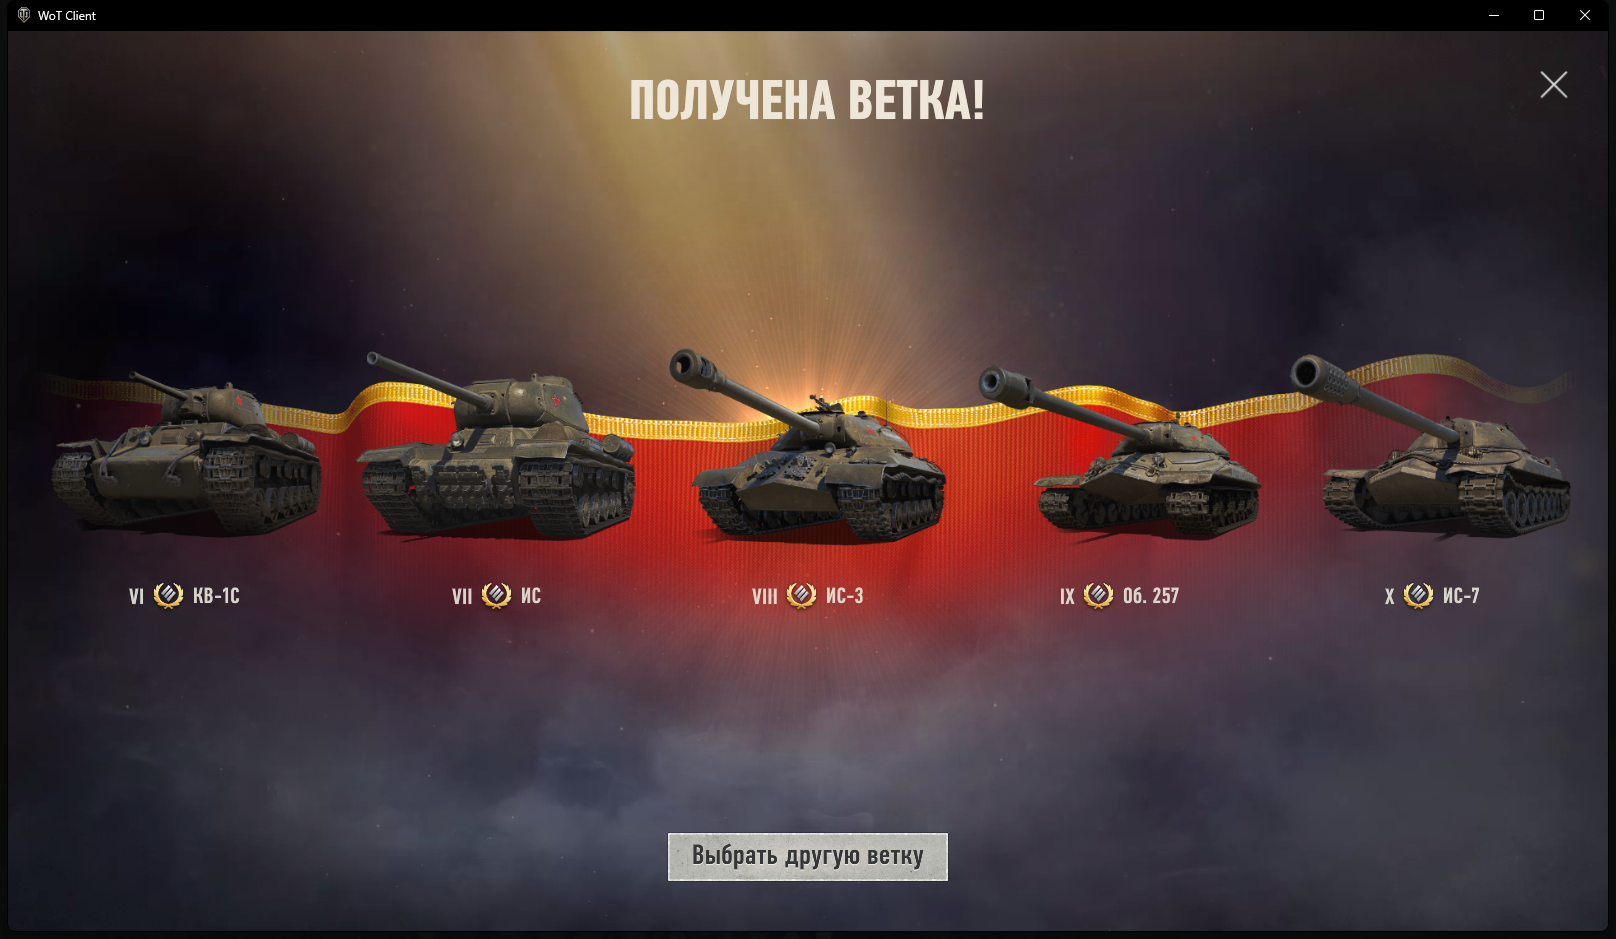 WoT Client
ПОЛУЧЕНА ВЕТКА!
VI КВ-1С
VII ИС
VIII ИС-3
IX Об. 257
X ИС-7
Выбрать другую ветку